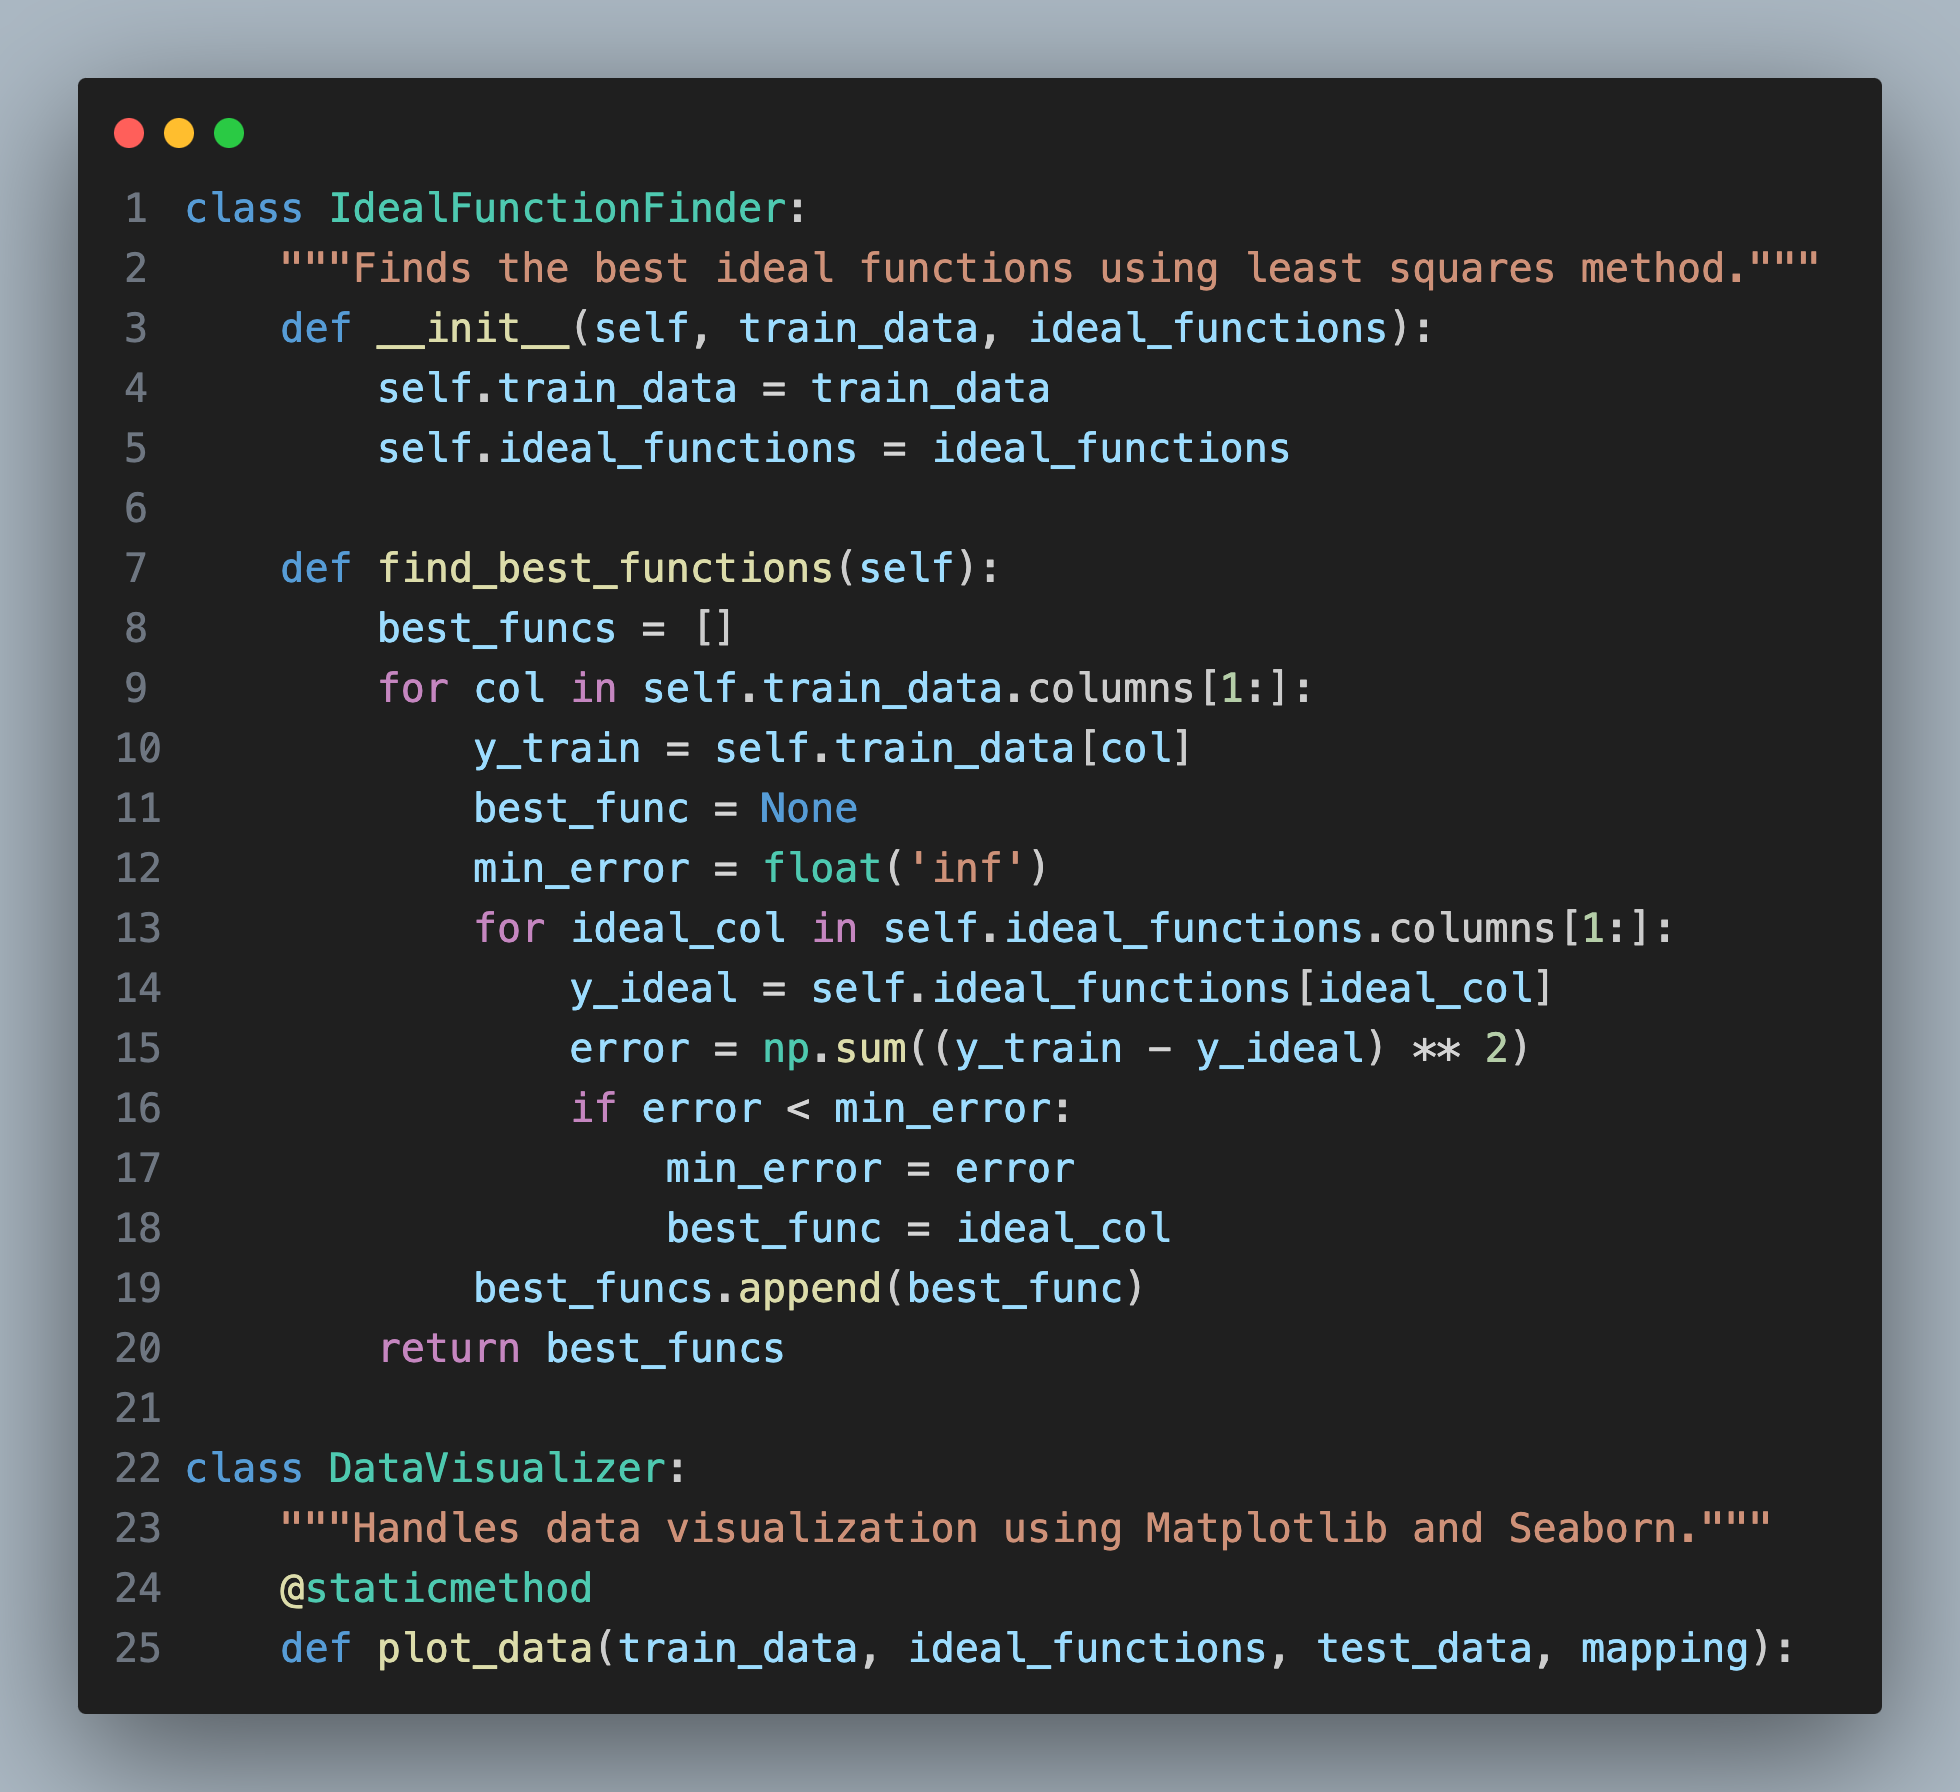 1 class IdealFunctionFinder:
2     """Finds the best ideal functions using least squares method."""
3     def __init__(self, train_data, ideal_functions):
4         self.train_data = train_data
5         self.ideal_functions = ideal_functions
6
7     def find_best_functions(self):
8         best_funcs = []
9         for col in self.train_data.columns[1:]:
10             y_train = self.train_data[col]
11             best_func = None
12             min_error = float('inf')
13             for ideal_col in self.ideal_functions.columns[1:]:
14                 y_ideal = self.ideal_functions[ideal_col]
15                 error = np.sum((y_train - y_ideal) ** 2)
16                 if error < min_error:
17                     min_error = error
18                     best_func = ideal_col
19             best_funcs.append(best_func)
20         return best_funcs
21
22 class DataVisualizer:
23     """Handles data visualization using Matplotlib and Seaborn."""
24     @staticmethod
25     def plot_data(train_data, ideal_functions, test_data, mapping):